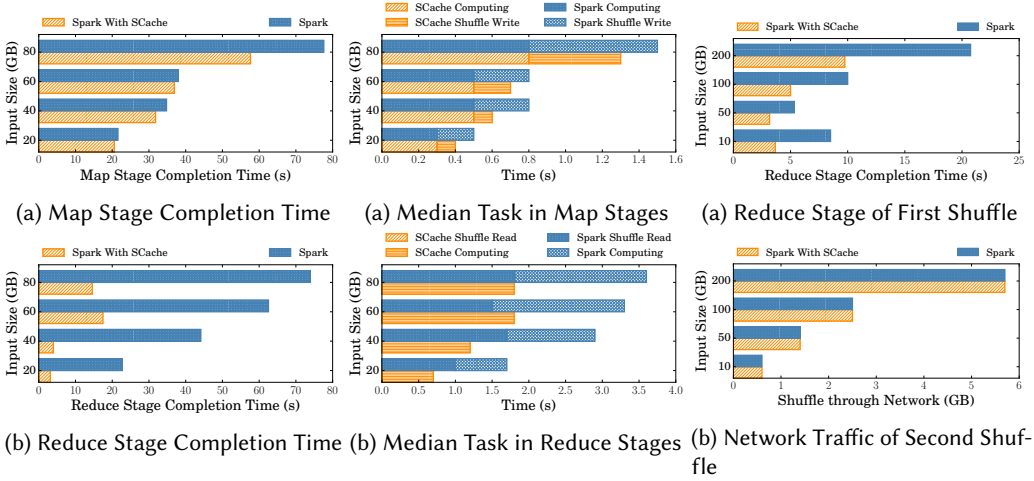 Spark With SCache
Spark
Input Size (GB)
80
60
40
20
0 10 20 30 40 50 60 70 80
Map Stage Completion Time (s)
(a) Map Stage Completion Time
SCache Computing
SCache Shuffle Write
Spark Computing
Spark Shuffle Write
Input Size (GB)
80
60
40
20
0.0 0.2 0.4 0.6 0.8 1.0 1.2 1.4 1.6
Time (s)
(a) Median Task in Map Stages
Spark With SCache
Spark
Input Size (GB)
200
100
50
10
0 5 10 15 20 25
Reduce Stage Completion Time (s)
(a) Reduce Stage of First Shuffle
Spark With SCache
Spark
Input Size (GB)
80
60
40
20
0 10 20 30 40 50 60 70 80
Reduce Stage Completion Time (s)
(b) Reduce Stage Completion Time
SCache Shuffle Read
SCache Computing
Spark Shuffle Read
Spark Computing
Input Size (GB)
80
60
40
20
0.0 0.5 1.0 1.5 2.0 2.5 3.0 3.5 4.0
Time (s)
(b) Median Task in Reduce Stages
Spark With SCache
Spark
Input Size (GB)
200
100
50
10
0 1 2 3 4 5 6
Shuffle through Network (GB)
(b) Network Traffic of Second Shuf-
fle